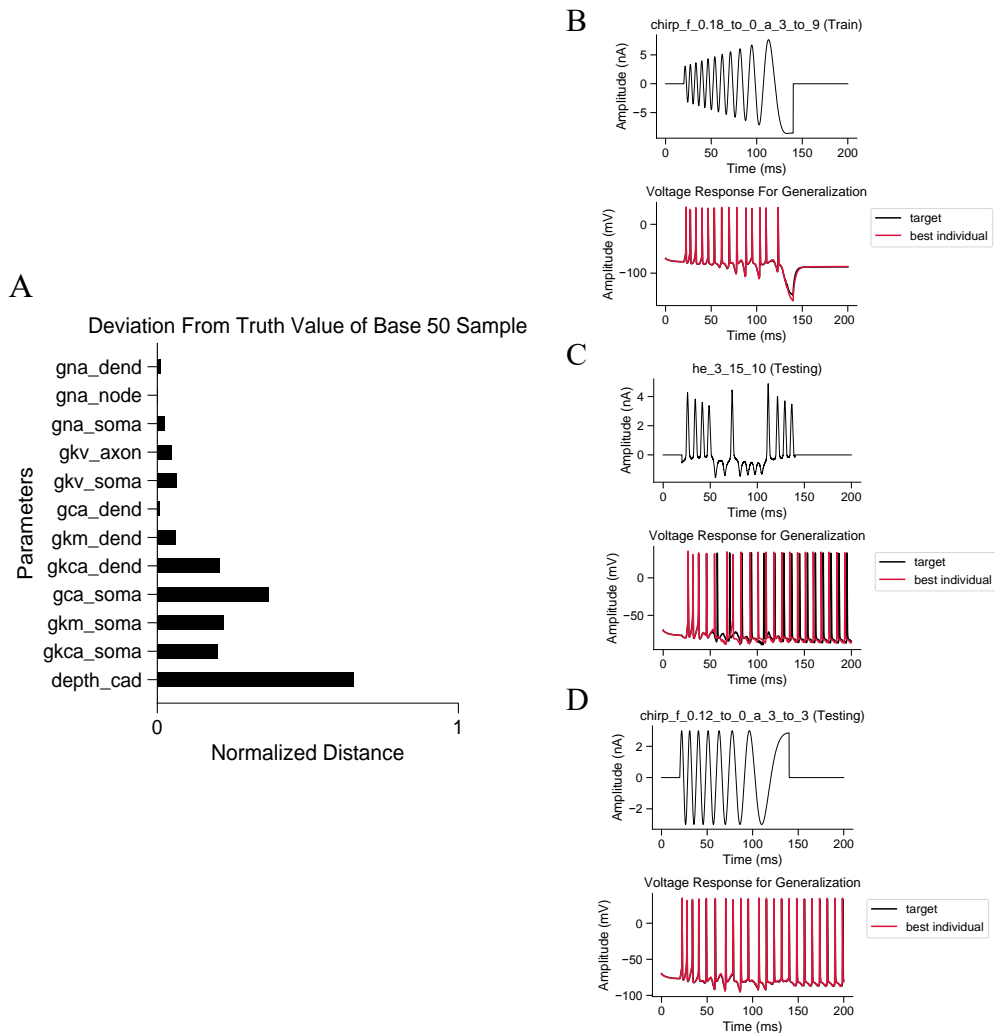 A
Deviation From Truth Value of Base 50 Sample
Parameters
gna_dend
gna_node
gna_soma
gkv_axon
gkv_soma
gca_dend
gkm_dend
gkca_dend
gca_soma
gkm_soma
gkca_soma
depth_cad
0 1
Normalized Distance
B
chirp_f_0.18_to_0_a_3_to_9 (Train)
Amplitude (nA)
5
0
−5
0 50 100 150 200
Time (ms)
Voltage Response For Generalization
Amplitude (mV)
0
−100
0 50 100 150 200
Time (ms)
target
best individual
C
he_3_15_10 (Testing)
Amplitude (nA)
4
2
0
0 50 100 150 200
Time (ms)
Voltage Response for Generalization
Amplitude (mV)
0
−50
0 50 100 150 200
Time (ms)
target
best individual
D
chirp_f_0.12_to_0_a_3_to_3 (Testing)
Amplitude (nA)
2
0
−2
0 50 100 150 200
Time (ms)
Voltage Response for Generalization
Amplitude (mV)
0
−50
−100
0 50 100 150 200
Time (ms)
target
best individual